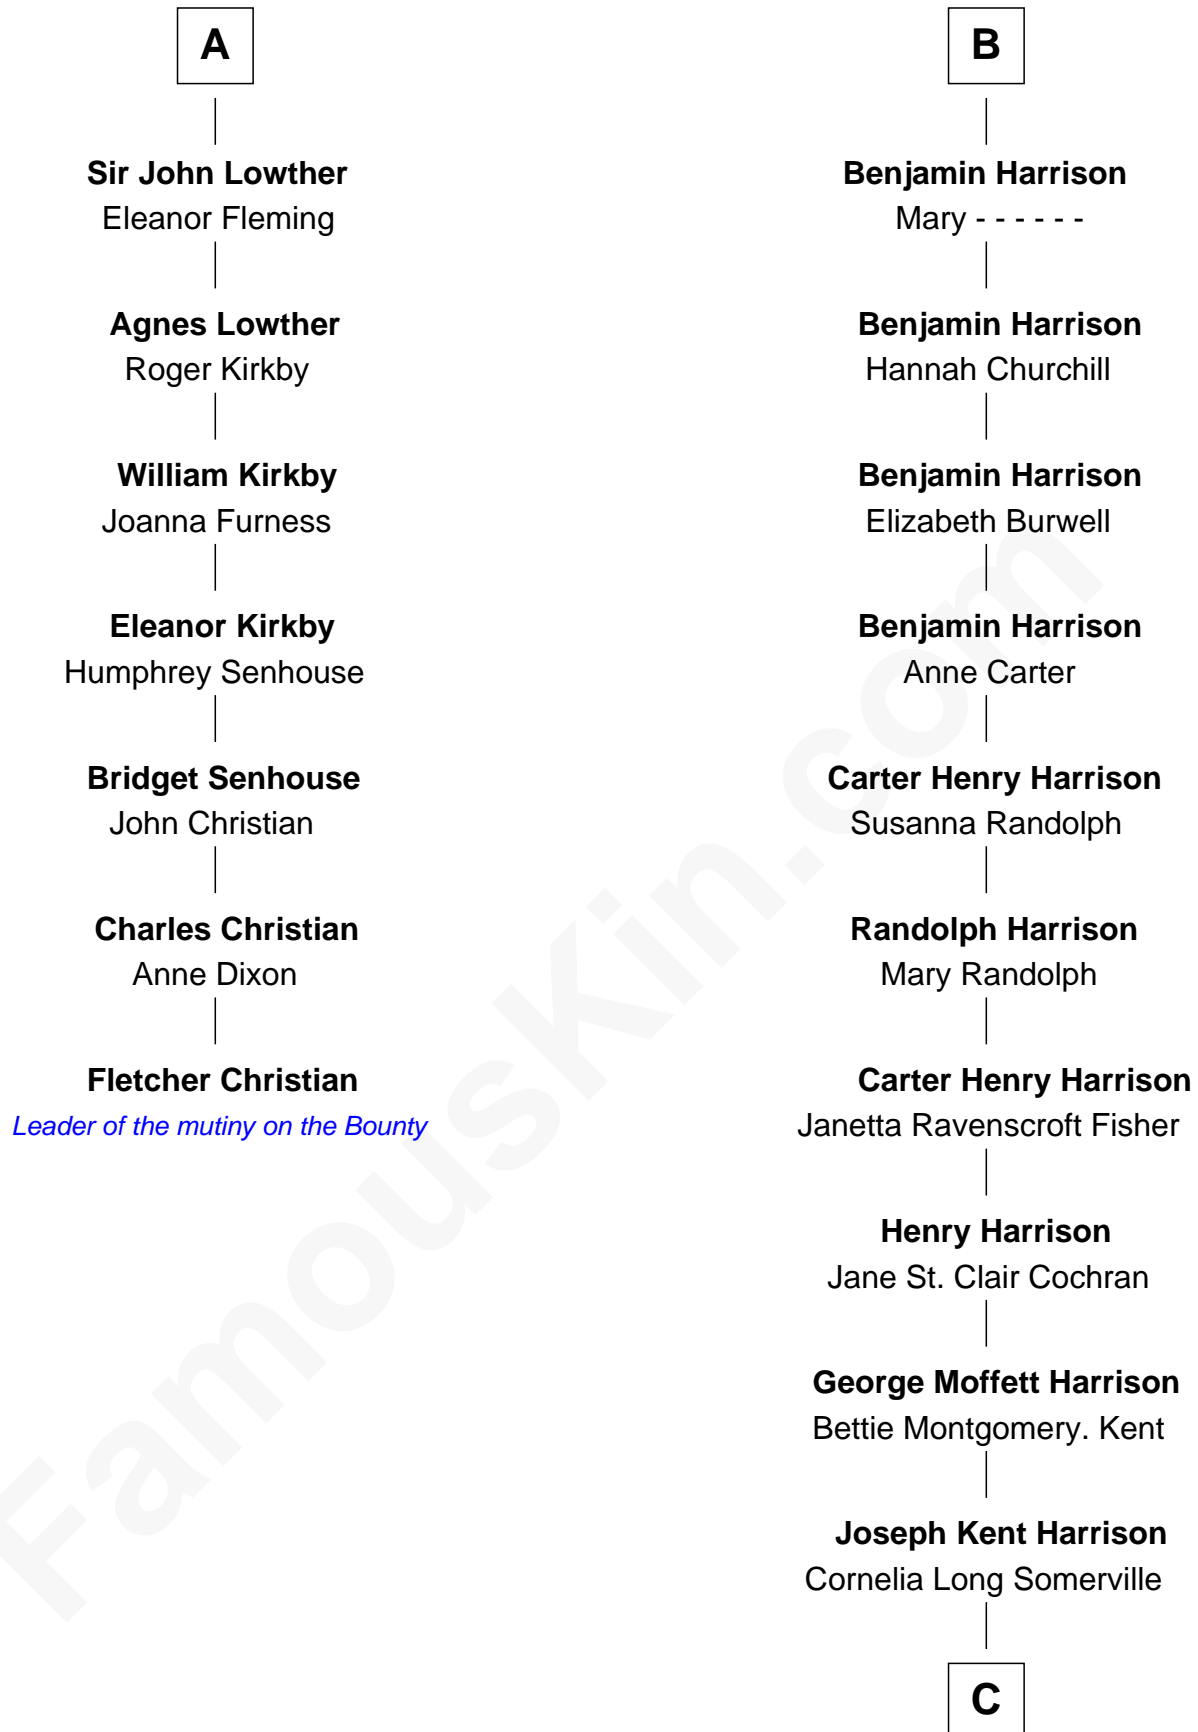 A
Sir John Lowther
Eleanor Fleming
Agnes Lowther
Roger Kirkby
William Kirkby
Joanna Furness
Eleanor Kirkby
Humphrey Senhouse
Bridget Senhouse
John Christian
Charles Christian
Anne Dixon
Fletcher Christian
Leader of the mutiny on the Bounty
B
Benjamin Harrison
Mary - - - - - -
Benjamin Harrison
Hannah Churchill
Benjamin Harrison
Elizabeth Burwell
Benjamin Harrison
Anne Carter
Carter Henry Harrison
Susanna Randolph
Randolph Harrison
Mary Randolph
Carter Henry Harrison
Janetta Ravenscroft Fisher
Henry Harrison
Jane St. Clair Cochran
George Moffett Harrison
Bettie Montgomery. Kent
Joseph Kent Harrison
Cornelia Long Somerville
C
FamousKin.com